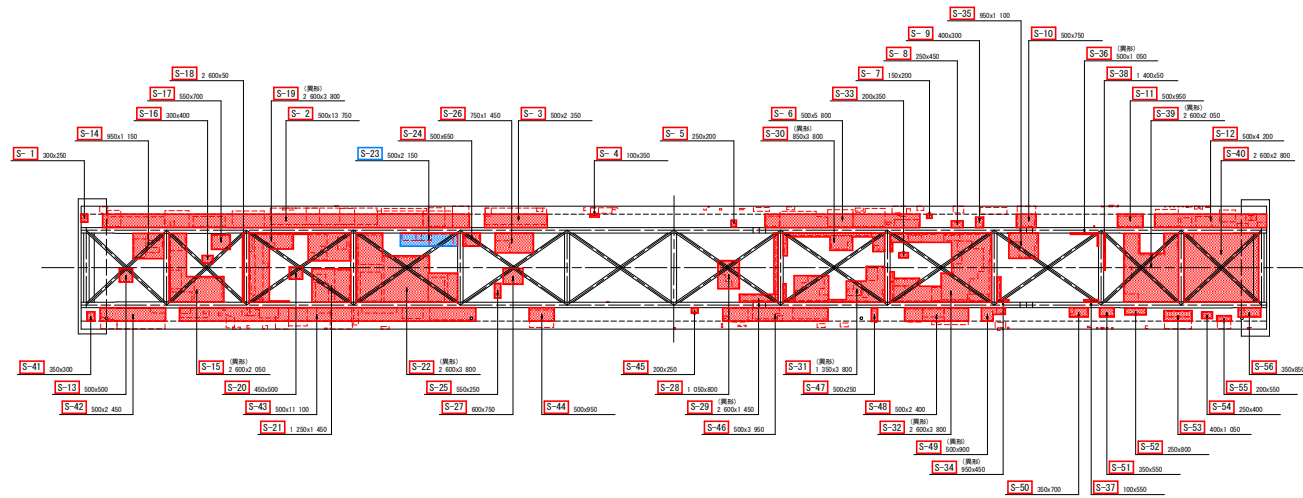 S-35 950x1 100
S- 9 400x300
S-10 500x750
S- 8 250x450
S-36 (異形) 500x1 050
S-18 2 600x50
S- 7 150x200
S-38 1 400x50
S-17 550x700
S-19 (異形) 2 600x3 800
S-33 200x350
S-11 500x950
S-16 300x400
S- 2 500x13 750
S-26 750x1 450
S- 3 500x2 350
S- 6 500x5 800
S-39 (異形) 2 600x2 050
S-14 950x1 150
S-24 500x650
S- 5 250x200
S-30 (異形) 850x3 800
S-12 500x4 200
S- 1 300x250
S-23 500x2 150
S- 4 100x350
S-40 2 600x2 800
S-41 350x300
S-15 (異形) 2 600x2 050
S-22 (異形) 2 600x3 800
S-45 200x250
S-31 (異形) 1 350x3 800
S-56 350x850
S-13 500x500
S-20 450x500
S-25 550x250
S-28 1 050x800
S-47 500x250
S-55 200x550
S-42 500x2 450
S-43 500x11 100
S-27 600x750
S-44 500x950
S-29 (異形) 2 600x1 450
S-48 500x2 400
S-54 250x400
S-21 1 250x1 450
S-46 500x3 950
S-32 (異形) 2 600x3 800
S-53 400x1 050
S-49 (異形) 500x900
S-52 250x800
S-34 (異形) 950x450
S-51 350x550
S-50 350x700
S-37 100x550